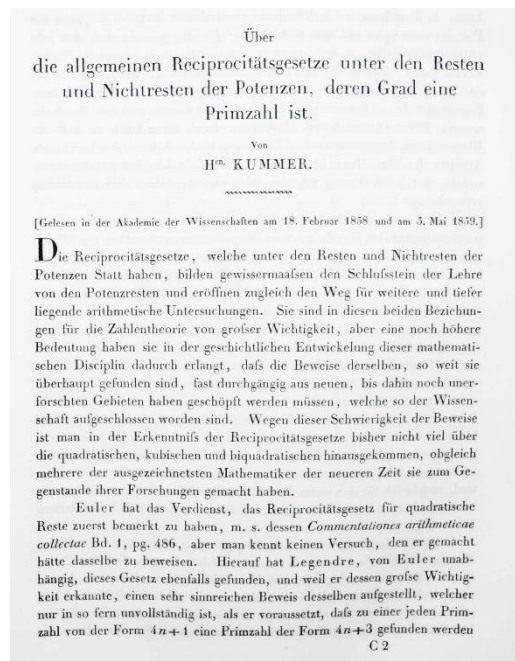 Über
die allgemeinen Reciprocitätsgesetze unter den Resten
und Nichtresten der Potenzen, deren Grad eine
Primzahl ist.
Von
Hrn. KUMMER.
[Gelesen in der Akademie der Wissenschaften am 18. Februar 1858 und am 5. Mai 1859.]
Die Reciprocitätsgesetze, welche unter den Resten und Nichtresten der
Potenzen Statt haben, bilden gewissermaafsen den Schlufsstein der Lehre
von den Potenzresten und eröffnen zugleich den Weg für weitere und tiefer
liegende arithmetische Untersuchungen. Sie sind in diesen beiden Beziehun-
gen für die Zahlentheorie von grofser Wichtigkeit, aber eine noch höhere
Bedeutung haben sie in der geschichtlichen Entwickelung dieser mathemati-
schen Disciplin dadurch erlangt, dafs die Beweise derselben, so weit sie
überhaupt gefunden sind, fast durchgängig aus neuen, bis dahin noch uner-
forschten Gebieten haben geschöpft werden müssen, welche so der Wissen-
schaft aufgeschlossen worden sind. Wegen dieser Schwierigkeit der Beweise
ist man in der Erkenntnifs der Reciprocitätsgesetze bisher nicht viel über
die quadratischen, kubischen und biquadratischen hinausgekommen, obgleich
mehrere der ausgezeichnetsten Mathematiker der neueren Zeit sie zum Ge-
genstande ihrer Forschungen gemacht haben.
Euler hat das Verdienst, das Reciprocitätsgesetz für quadratische
Reste zuerst bemerkt zu haben, m. s. dessen Commentationes arithmeticae
collectae Bd. 1, pg. 486, aber man kennt keinen Versuch, den er gemacht
hätte dasselbe zu beweisen. Hierauf hat Legendre, von Euler unab-
hängig, dieses Gesetz ebenfalls gefunden, und weil er dessen grofse Wichtig-
keit erkannte, einen sehr sinnreichen Beweis desselben aufgestellt, welcher
nur in so fern unvollständig ist, als er voraussetzt, dafs zu einer jeden Prim-
zahl von der Form 4n+1 eine Primzahl der Form 4n+3 gefunden werden
C 2